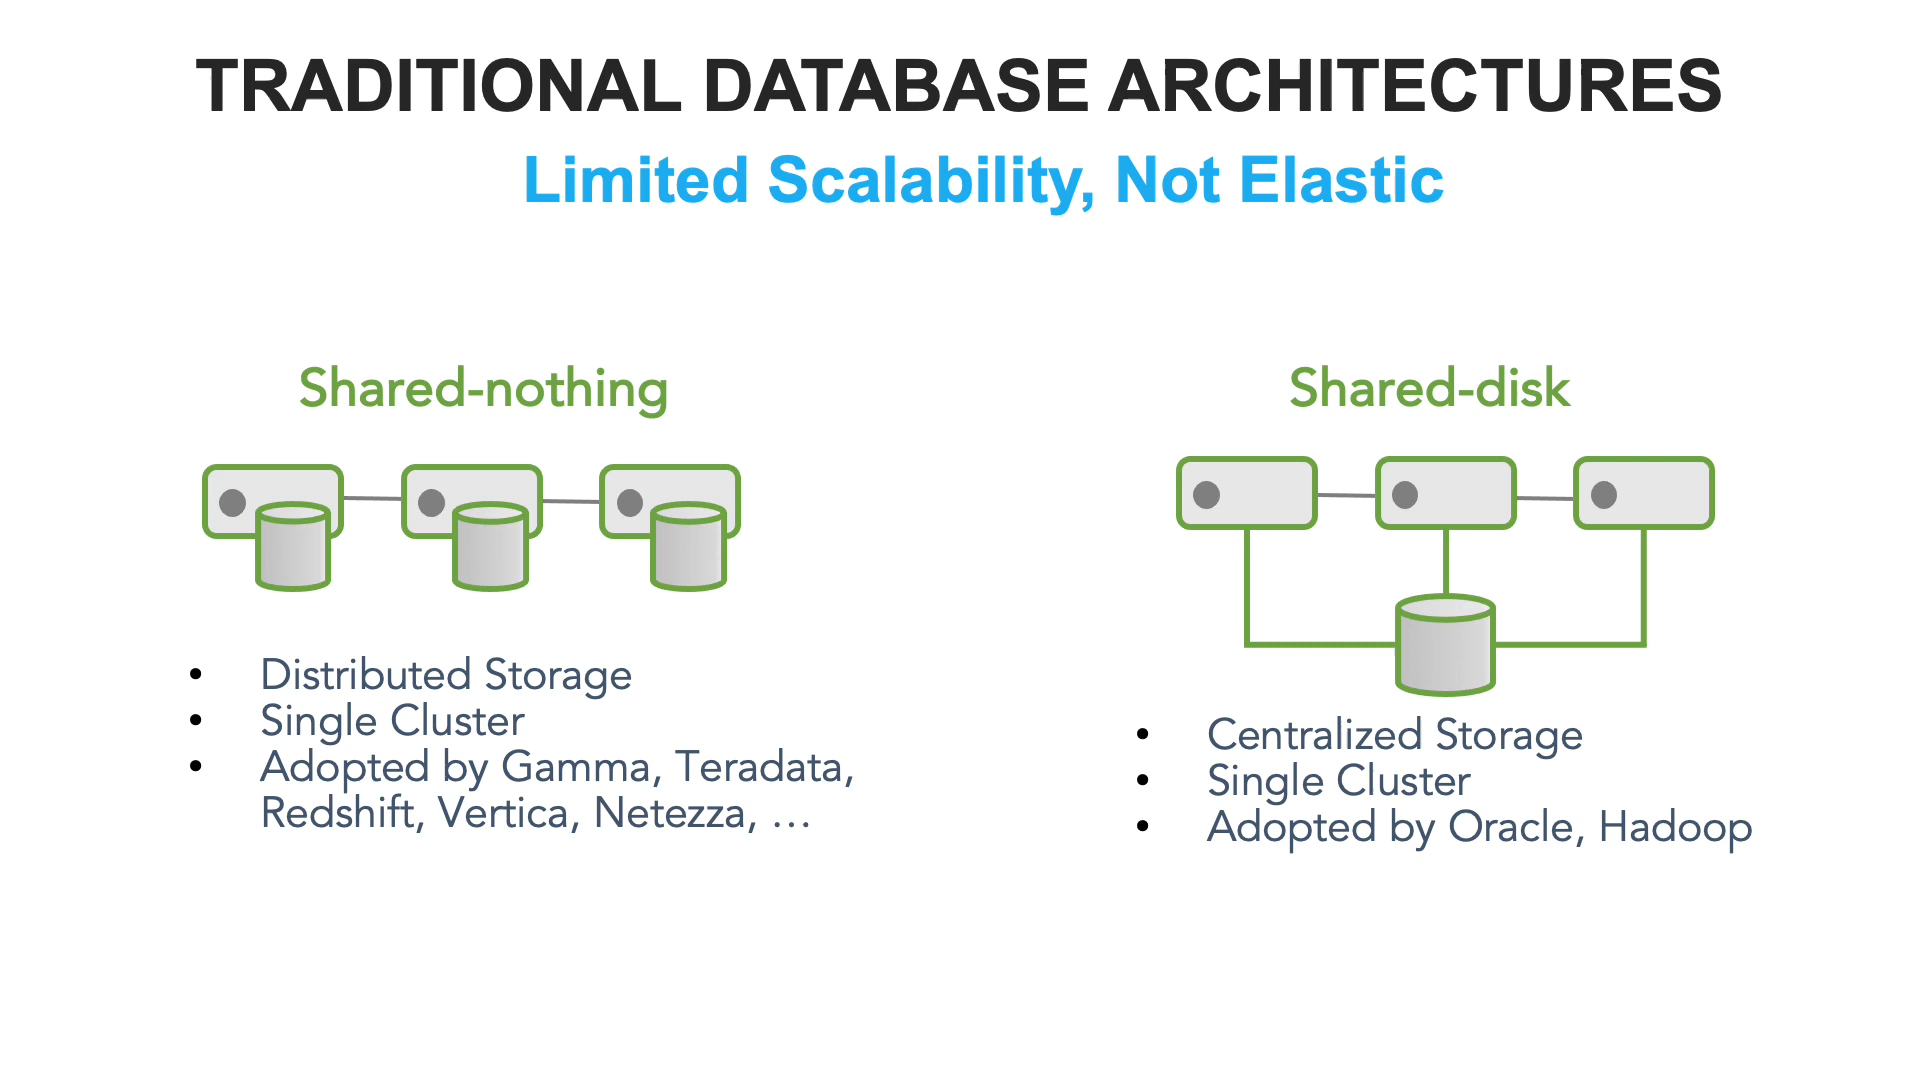 TRADITIONAL DATABASE ARCHITECTURES
Limited Scalability, Not Elastic
Shared-nothing
• Distributed Storage
• Single Cluster
• Adopted by Gamma, Teradata,
Redshift, Vertica, Netezza, …
Shared-disk
• Centralized Storage
• Single Cluster
• Adopted by Oracle, Hadoop